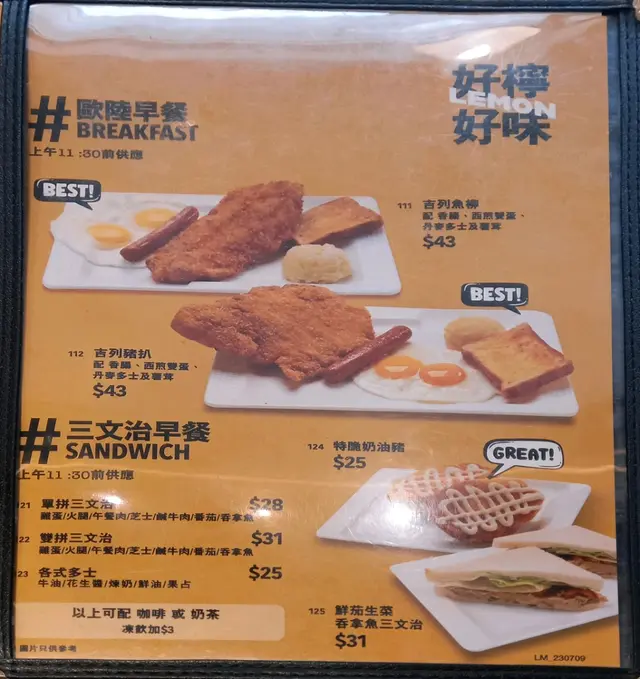 好檸
LEMON
好味
# 歐陸早餐
BREAKFAST
上午11:30前供應
BEST!
111 吉列魚柳
配 香腸、西煎雙蛋、
丹麥多士及薯茸
$43
BEST!
112 吉列豬扒
配 香腸、西煎雙蛋、
丹麥多士及薯茸
$43
# 三文治早餐
SANDWICH
上午11:30前供應
124 特脆奶油豬
$25
GREAT!
121 單拼三文治 $28
雞蛋/火腿/午餐肉/芝士/鹹牛肉/番茄/吞拿魚
122 雙拼三文治 $31
雞蛋/火腿/午餐肉/芝士/鹹牛肉/番茄/吞拿魚
123 各式多士 $25
牛油/花生醬/煉奶/鮮油/果占
以上可配 咖啡 或 奶茶
凍飲加$3
125 鮮茄生菜
吞拿魚三文治
$31
圖片只供參考
LM_230709